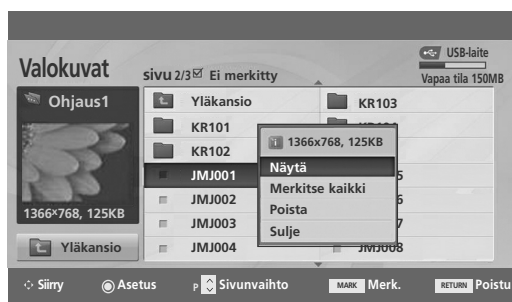 Valokuvat
sivu 2/3 Ei merkitty
USB-laite
Vapaa tila 150MB
Ohjaus1
1366x768, 125KB
Yläkansio
Yläkansio
KR101
KR102
JMJ001
JMJ002
JMJ003
JMJ004
KR103
JMJ008
1366x768, 125KB
Näytä
Merkitse kaikki
Poista
Sulje
Siirry
Asetus
P Sivunvaihto
MARK Merk.
RETURN Poistu